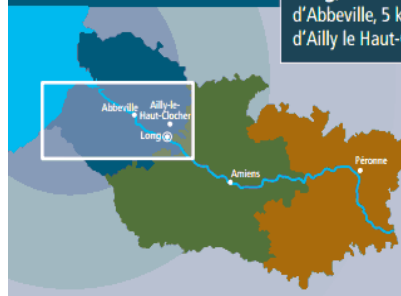 d'Abbeville, 5 k
d'Ailly le Haut-
Abbeville
Ailly-le-
Haut-Clocher
Long
Amiens
Péronne